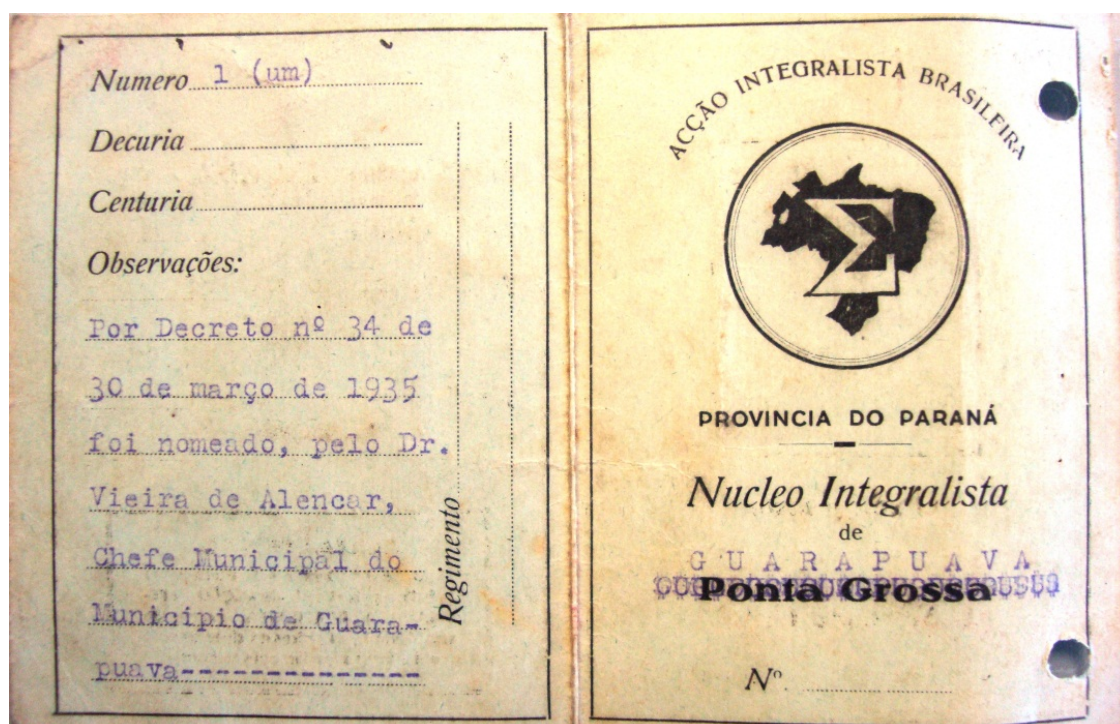 Numero 1 (um)
Decuria
Centuria
Observações:
Por Decreto nº 34 de
30 de março de 1935
foi nomeado, pelo Dr.
Vieira de Alencar,
Chefe Municipal do
Municipio de Guara-
puava--------------
Regimento
ACÇÃO INTEGRALISTA BRASILEIRA
Σ
PROVINCIA DO PARANÁ
Nucleo Integralista
de
GUARAPUAVA
Ponta Grossa
Nº